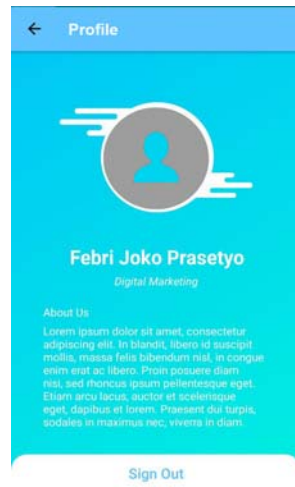 Profile
Febri Joko Prasetyo
Digital Marketing
About Us
Lorem ipsum dolor sit amet, consectetur
adipiscing elit. In blandit, libero id suscipit
mollis, massa felis bibendum nisl, in congue
enim erat ac libero. Proin posuere diam
nisi, sed rhoncus ipsum pellentesque eget.
Etiam arcu lacus, auctor et scelerisque
eget, dapibus et lorem. Praesent dui turpis,
sodales in maximus nec, viverra in diam.
Sign Out